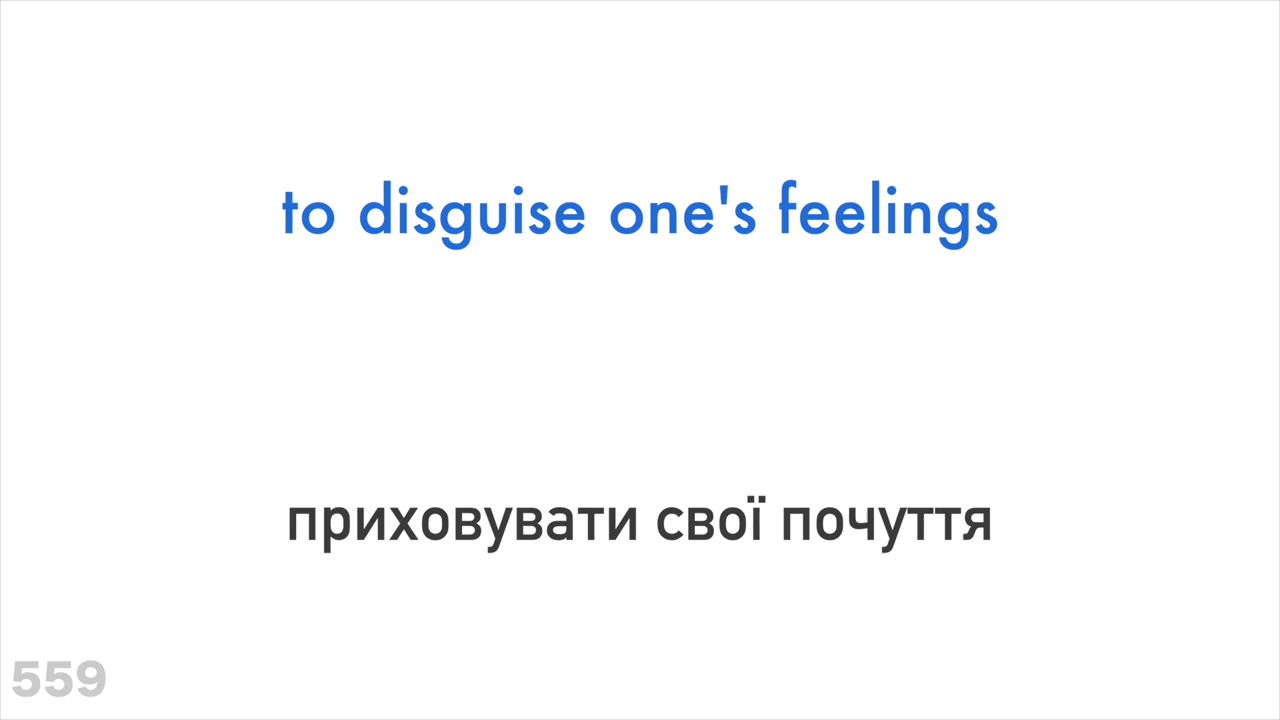 to disguise one's feelings
приховувати свої почуття
559